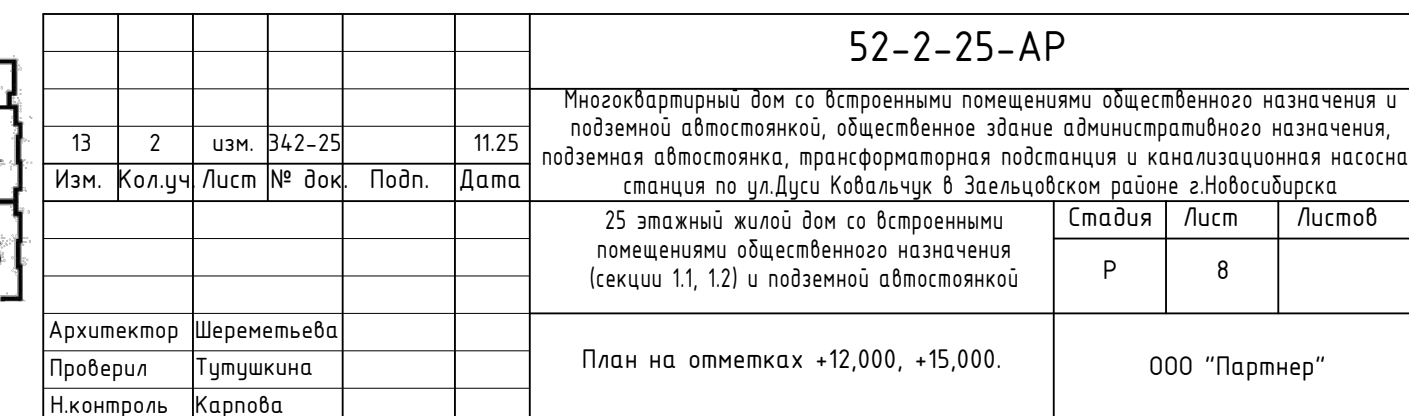 52-2-25-АР
Многоквартирный дом со встроенными помещениями общественного назначения и
подземной автостоянкой, общественное здание административного назначения,
подземная автостоянка, трансформаторная подстанция и канализационная насосна
станция по ул.Дуси Ковальчук в Заельцовском районе г.Новосибирска
13 2 изм. 342-25 11.25
Изм. Кол.уч. Лист № док. Подп. Дата
25 этажный жилой дом со встроенными
помещениями общественного назначения
(секции 1.1, 1.2) и подземной автостоянкой
Стадия Лист Листов
Р 8
Архитектор Шереметьева
Проверил Тутушкина
Н.контроль Карпова
План на отметках +12,000, +15,000.
ООО "Партнер"